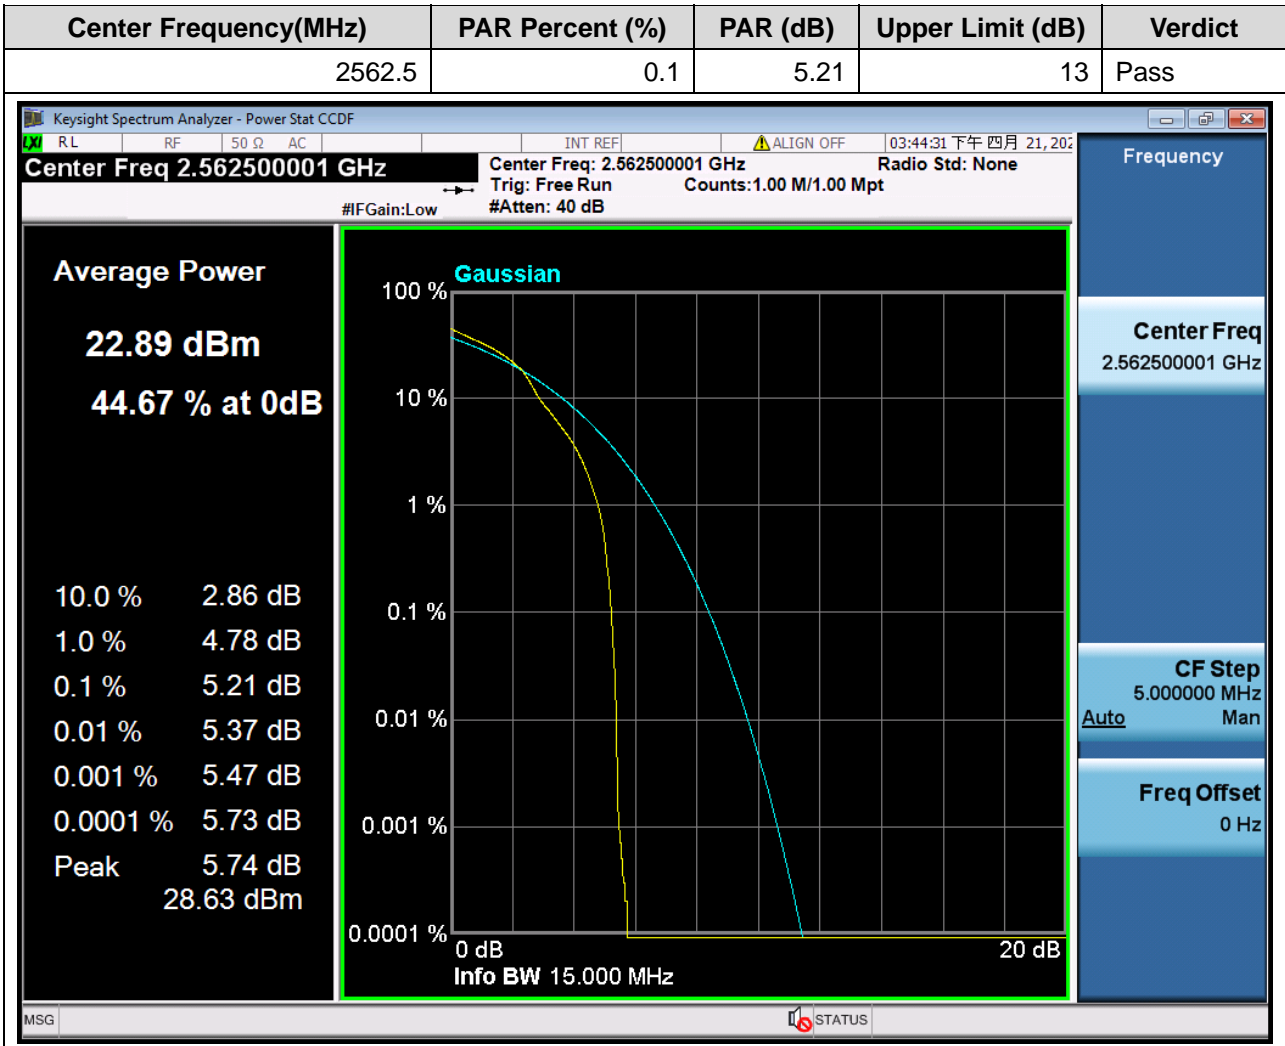 Center Frequency(MHz) PAR Percent (%) PAR (dB) Upper Limit (dB) Verdict
2562.5 0.1 5.21 13 Pass
Keysight Spectrum Analyzer - Power Stat CCDF
LXI RL RF 50 Ω AC INT REF ALIGN OFF 03:44:31 下午 四月 21, 202
Center Freq 2.562500001 GHz
Center Freq: 2.562500001 GHz Radio Std: None
Trig: Free Run Counts:1.00 M/1.00 Mpt
#IFGain:Low #Atten: 40 dB
Average Power
22.89 dBm
44.67 % at 0dB
10.0 % 2.86 dB
1.0 % 4.78 dB
0.1 % 5.21 dB
0.01 % 5.37 dB
0.001 % 5.47 dB
0.0001 % 5.73 dB
Peak 5.74 dB
28.63 dBm
Gaussian
100 %
10 %
1 %
0.1 %
0.01 %
0.001 %
0.0001 %
0 dB 20 dB
Info BW 15.000 MHz
Frequency
Center Freq
2.562500001 GHz
CF Step
5.000000 MHz
Auto Man
Freq Offset
0 Hz
MSG STATUS